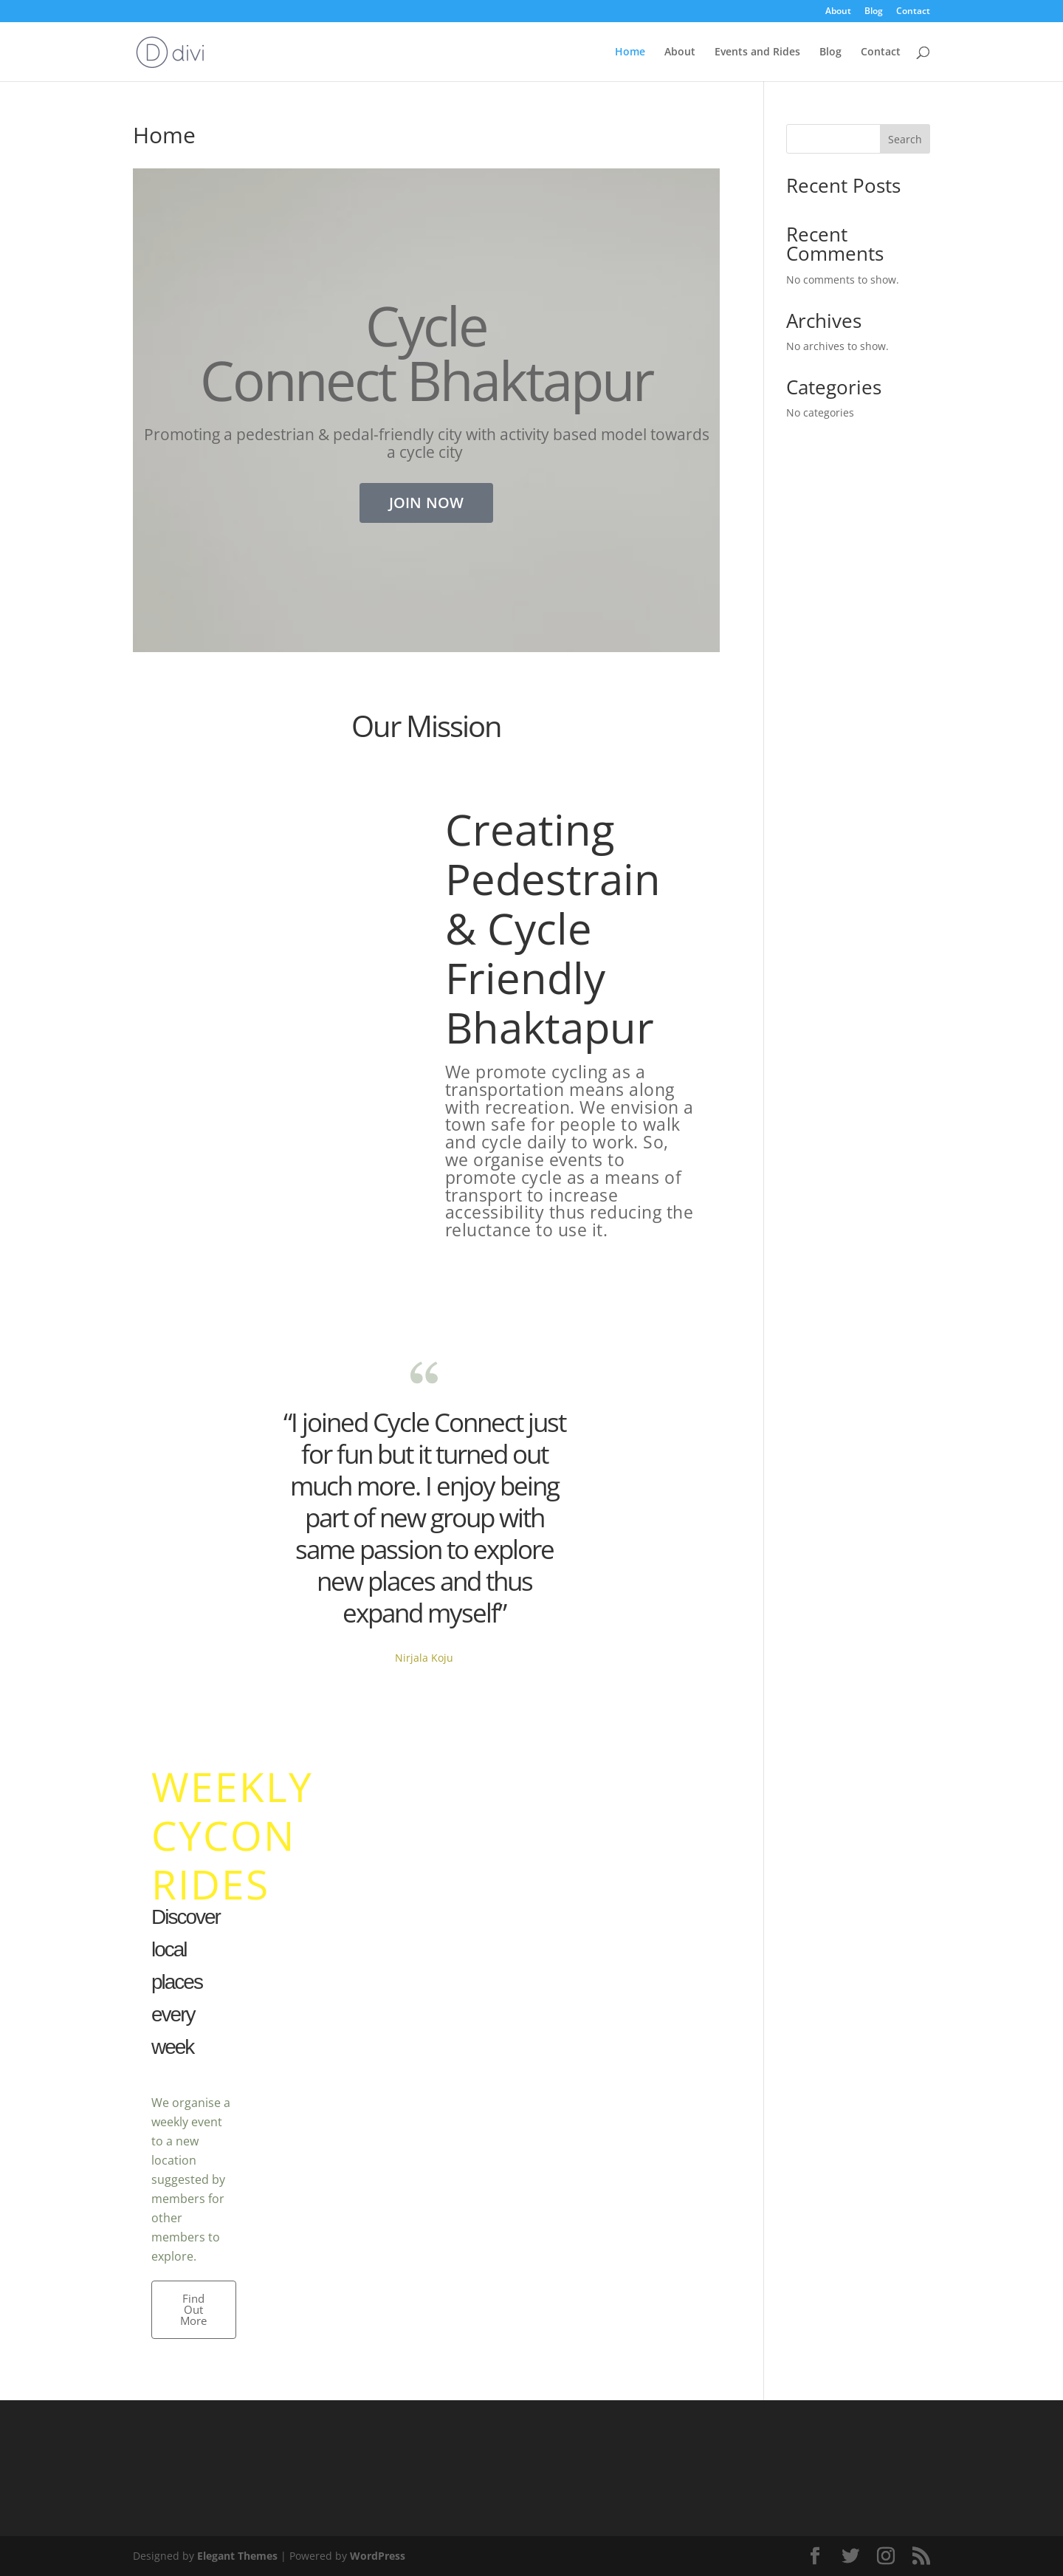 About Blog Contact
divi
Home About Events and Rides Blog Contact
Home
Cycle
Connect Bhaktapur
Promoting a pedestrian & pedal-friendly city with activity based model towards
a cycle city
JOIN NOW
Our Mission
Creating
Pedestrain
& Cycle
Friendly
Bhaktapur
We promote cycling as a
transportation means along
with recreation. We envision a
town safe for people to walk
and cycle daily to work. So,
we organise events to
promote cycle as a means of
transport to increase
accessibility thus reducing the
reluctance to use it.
“I joined Cycle Connect just
for fun but it turned out
much more. I enjoy being
part of new group with
same passion to explore
new places and thus
expand myself”
Nirjala Koju
WEEKLY
CYCON
RIDES
Discover
local
places
every
week
We organise a
weekly event
to a new
location
suggested by
members for
other
members to
explore.
Find
Out
More
Search
Recent Posts
Recent
Comments
No comments to show.
Archives
No archives to show.
Categories
No categories
Designed by Elegant Themes | Powered by WordPress